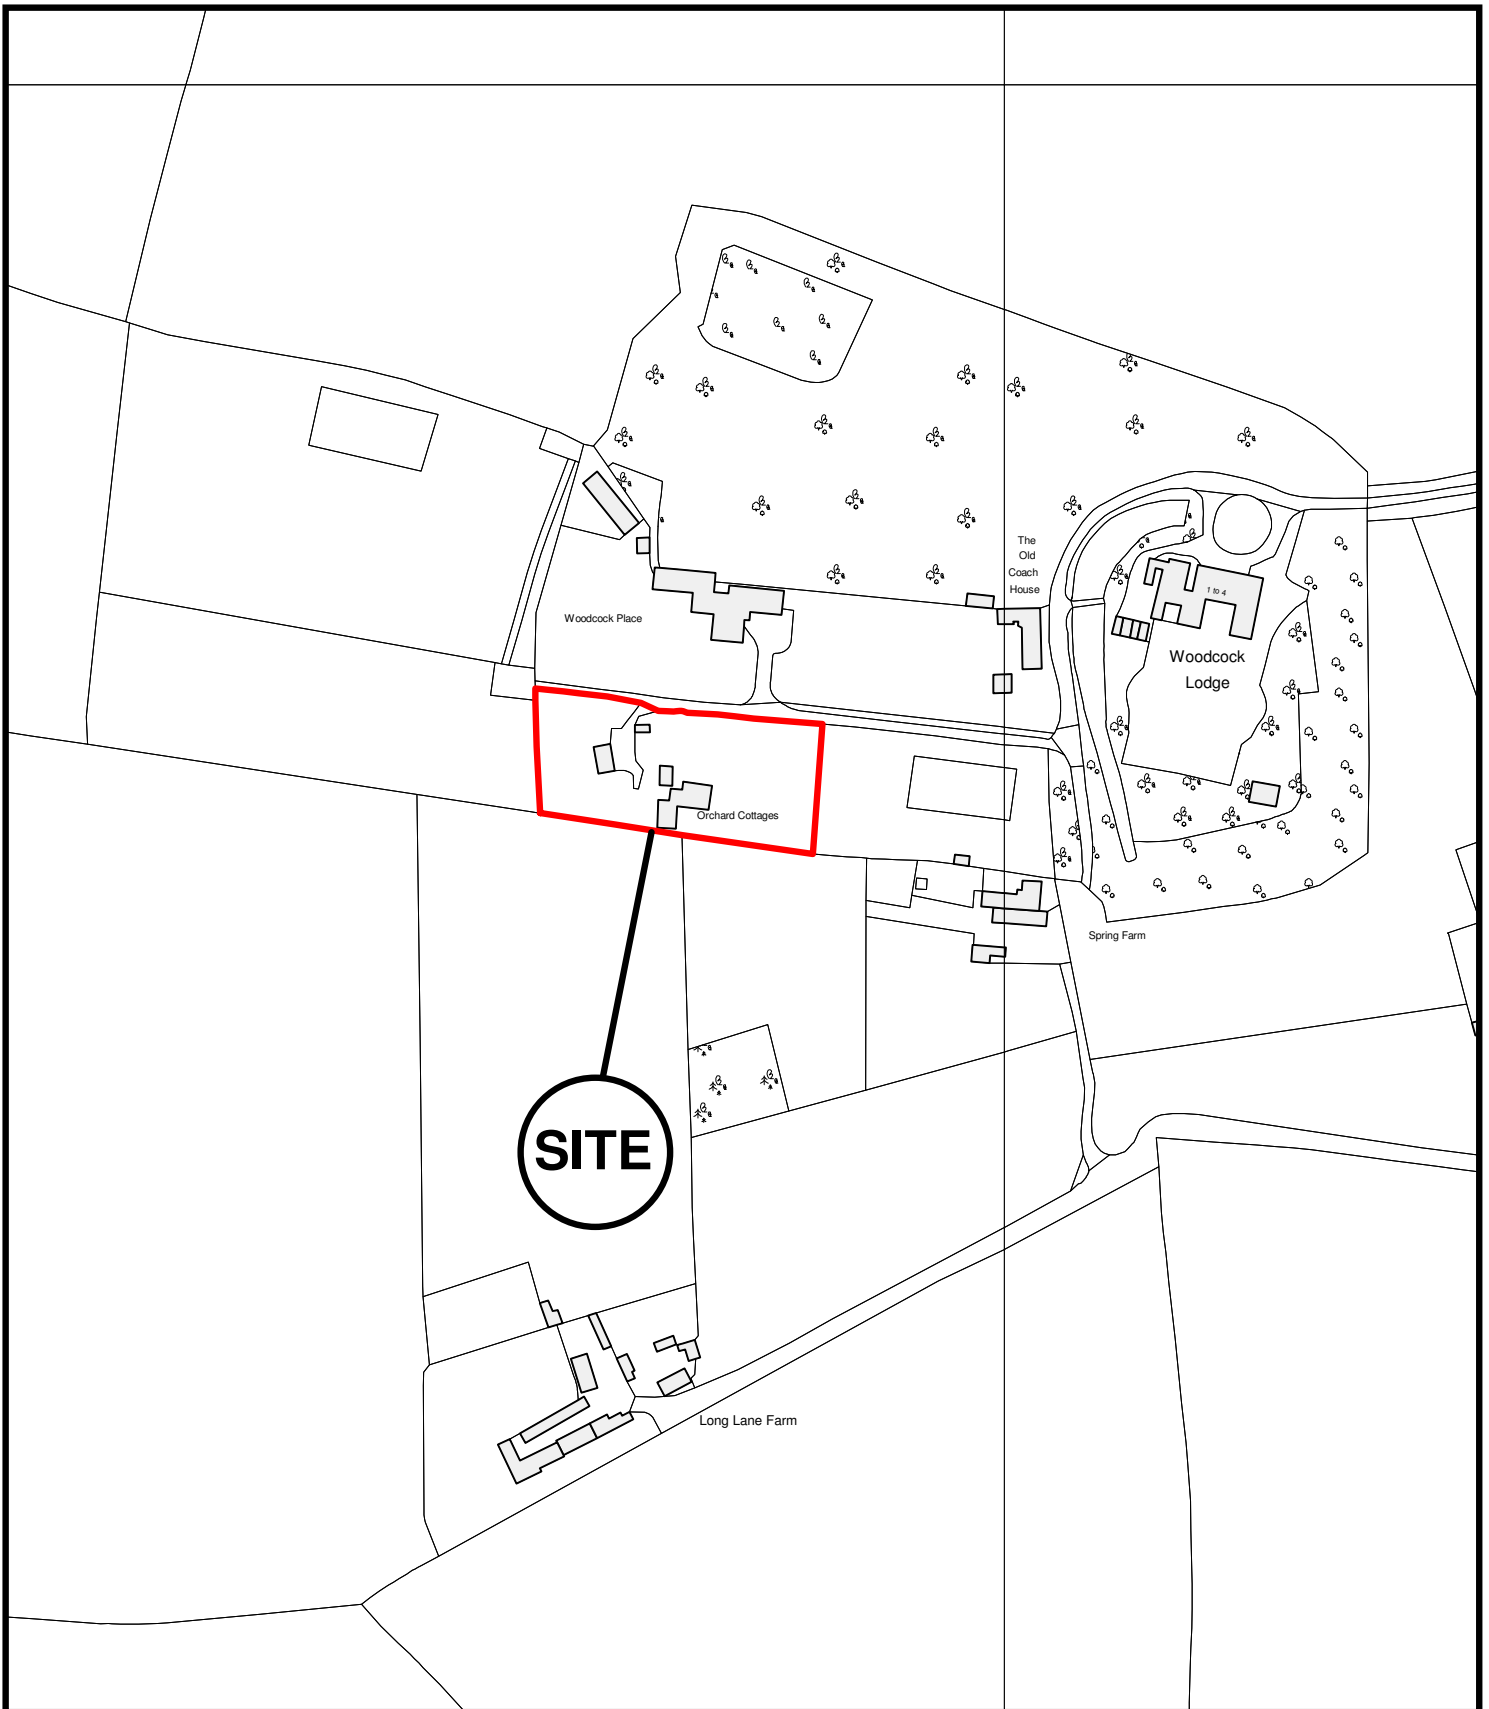 The
Old
Coach
House
1 to 4
Woodcock Place
Woodcock
Lodge
Orchard Cottages
Spring Farm
SITE
Long Lane Farm